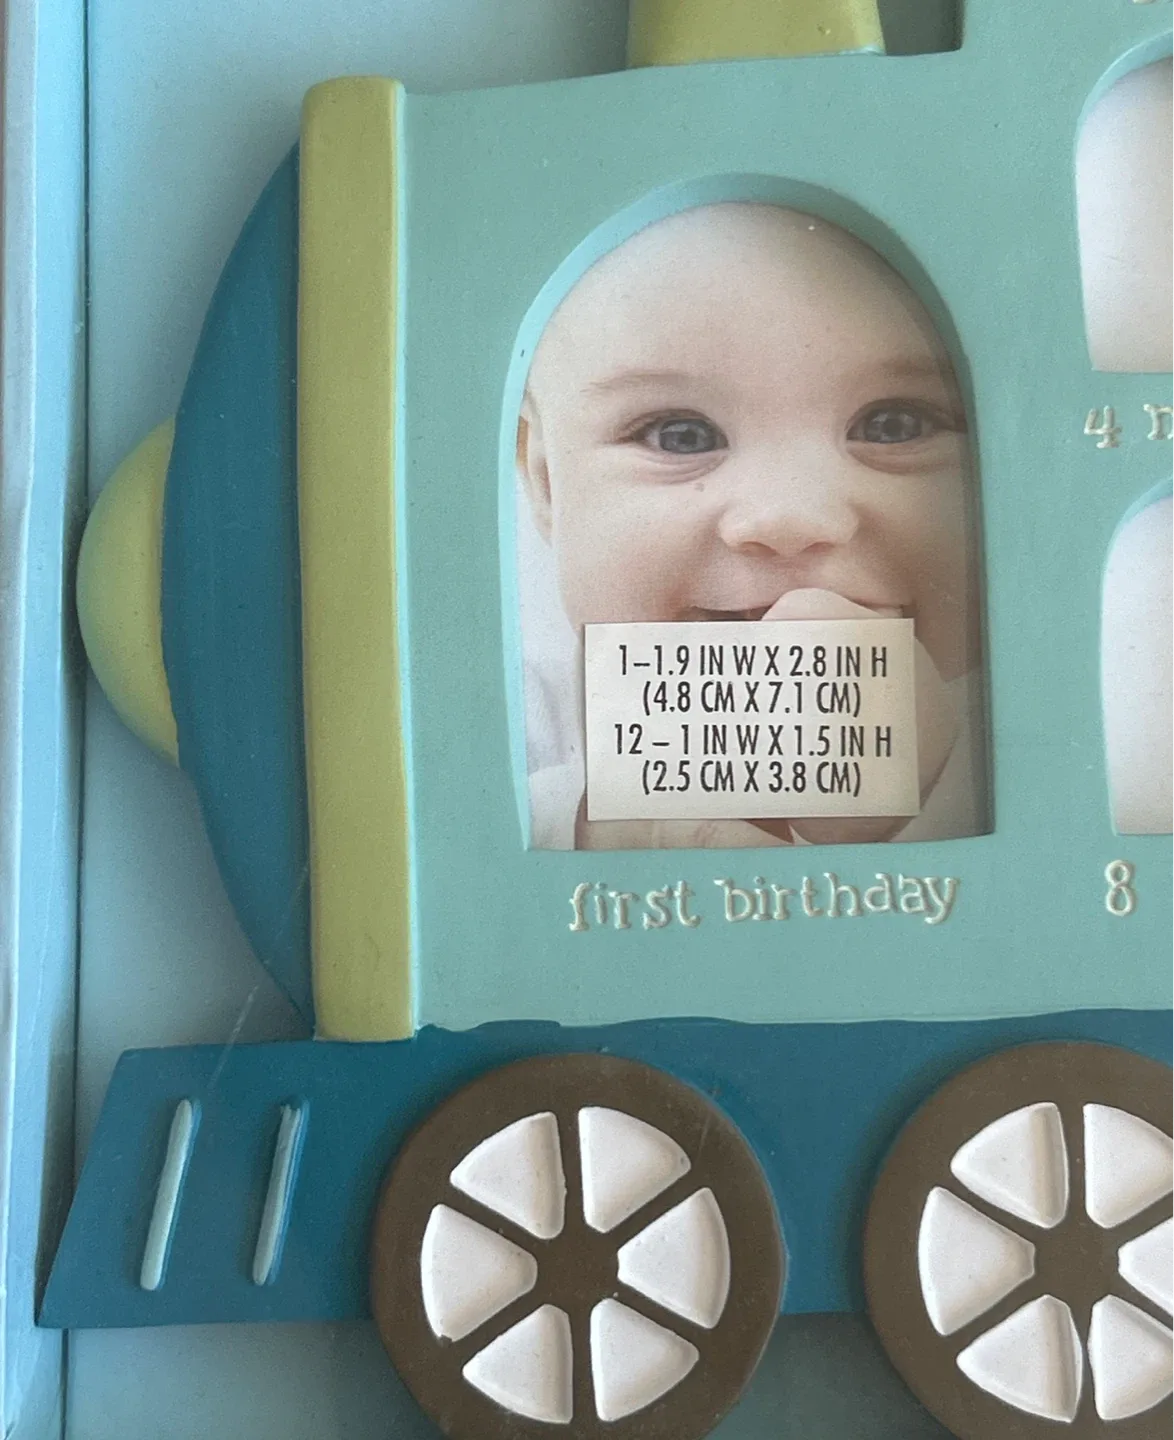 4
1–1.9 IN W X 2.8 IN H
(4.8 CM X 7.1 CM)
12 – 1 IN W X 1.5 IN H
(2.5 CM X 3.8 CM)
first birthday
8